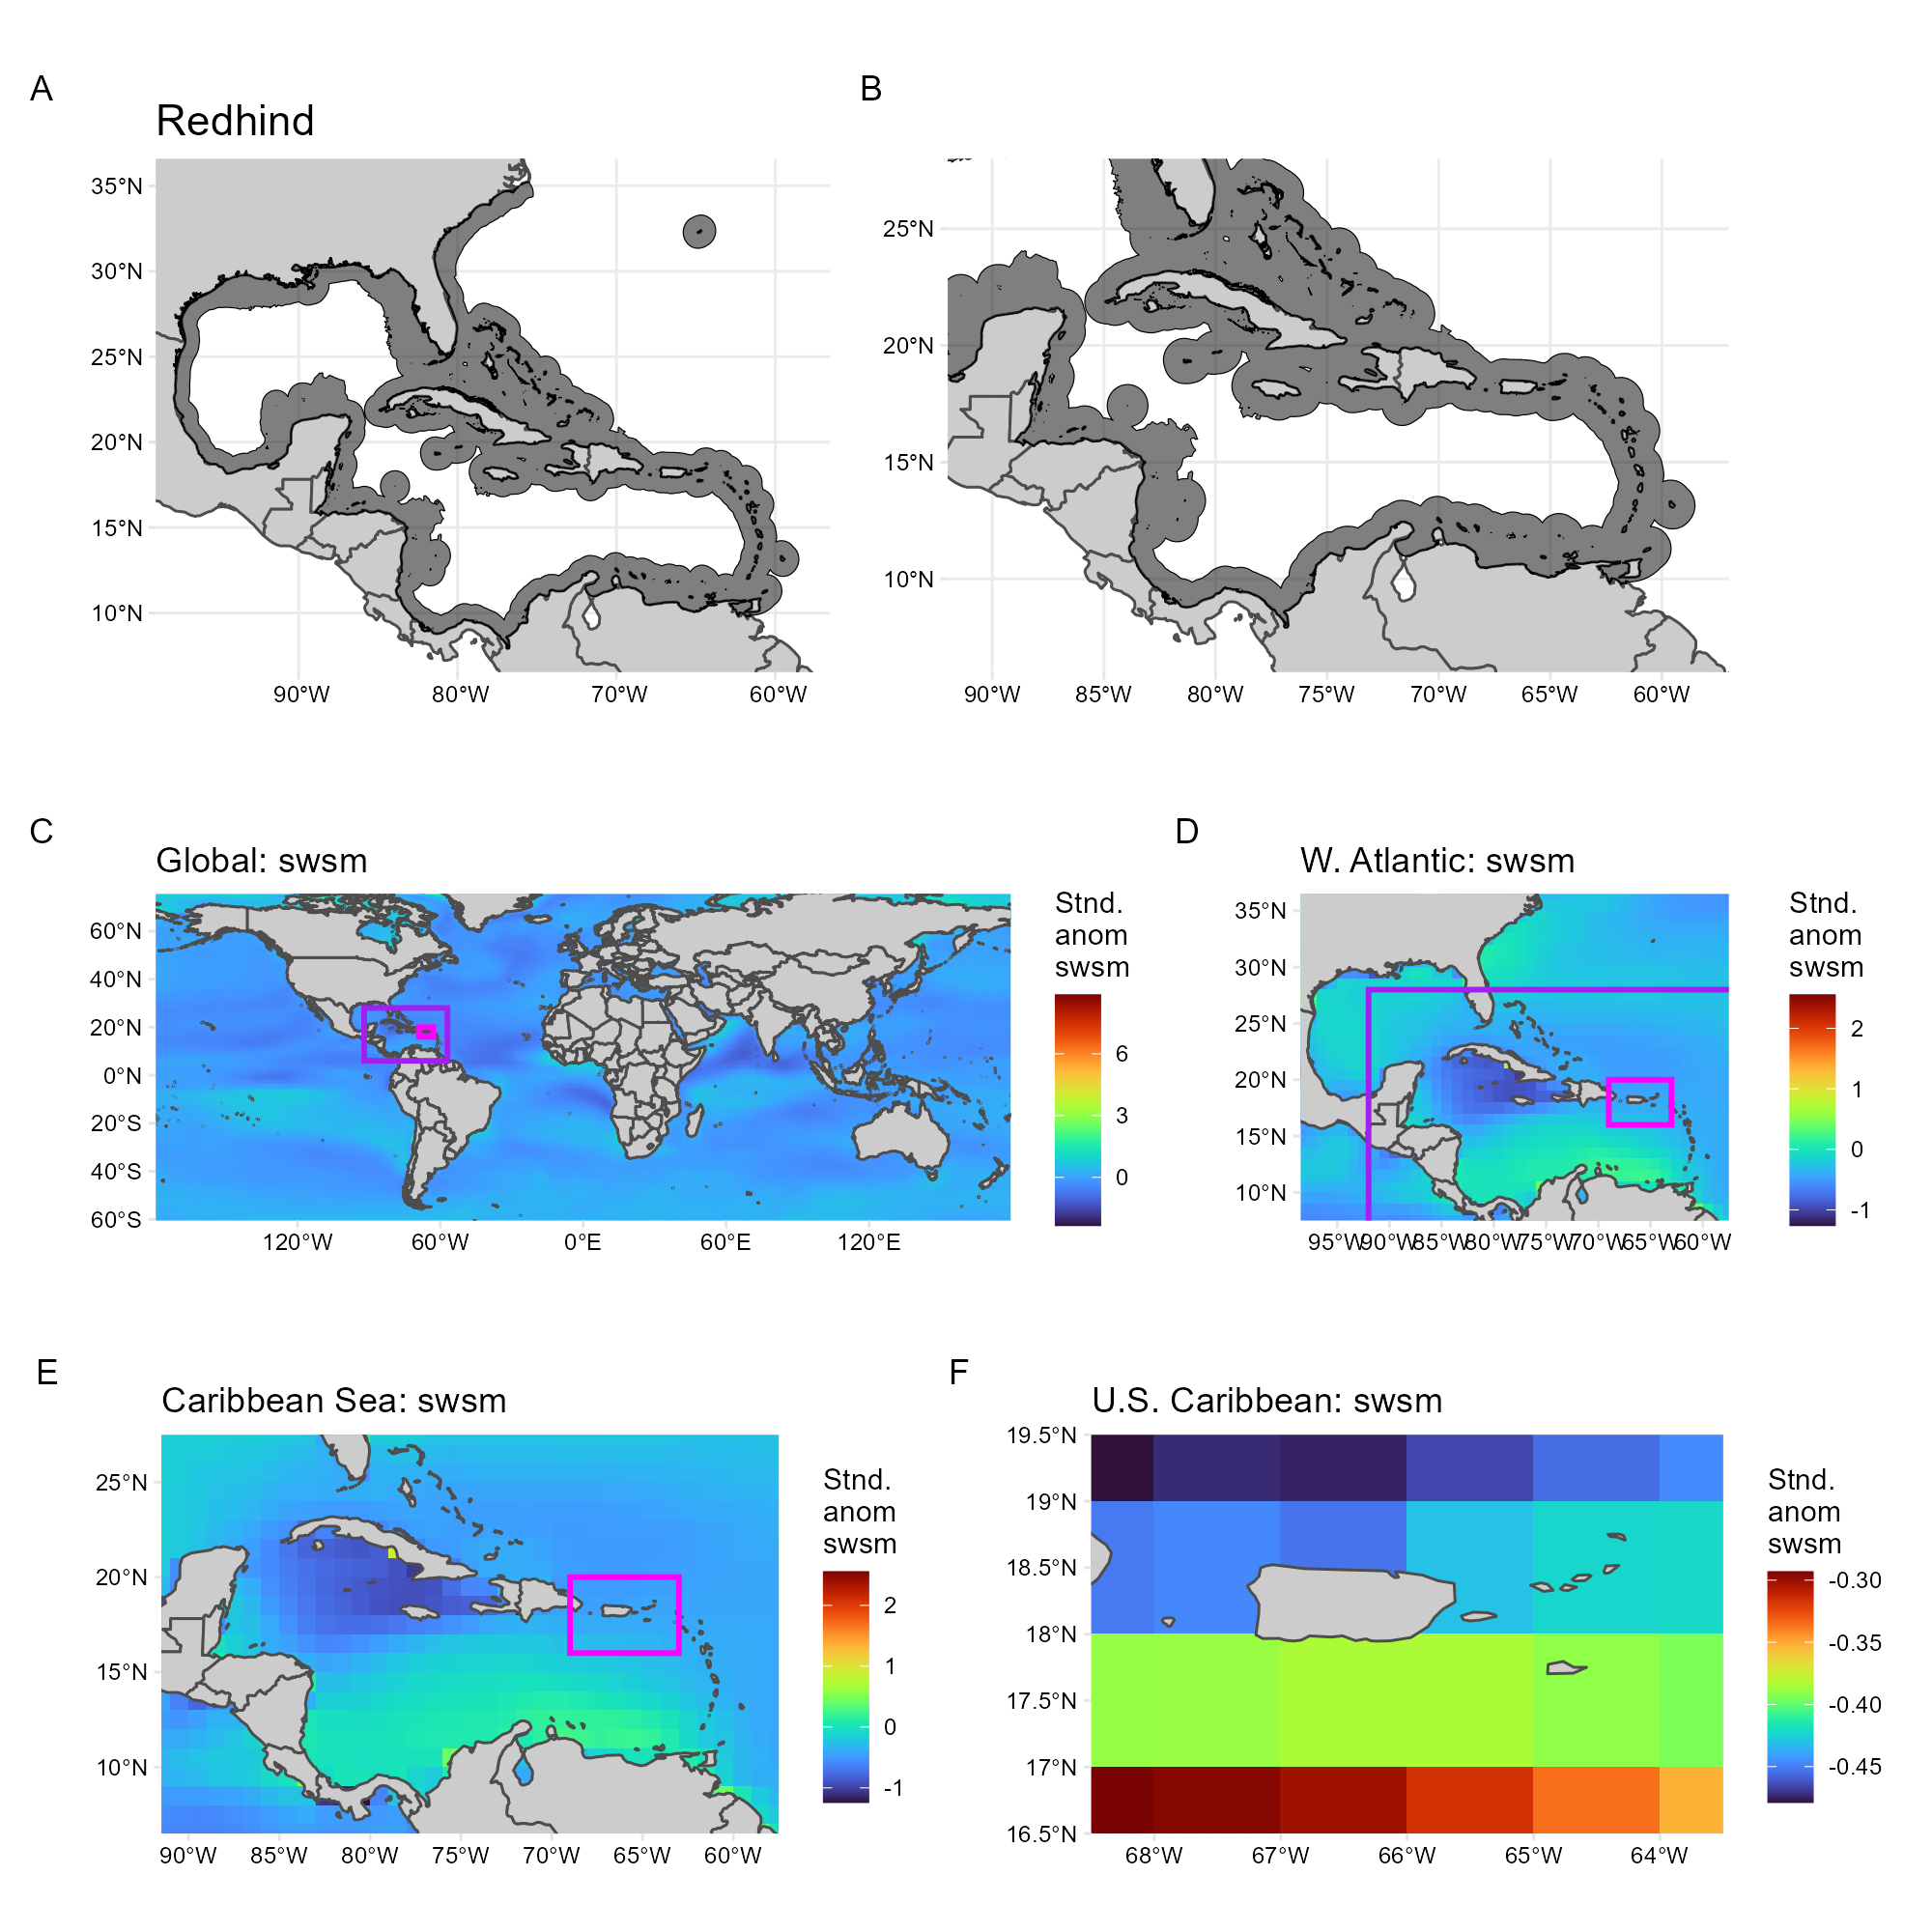 A
B
Redhind
35°N
30°N
25°N
20°N
15°N
10°N
90°W 80°W 70°W 60°W
25°N
20°N
15°N
10°N
90°W 85°W 80°W 75°W 70°W 65°W 60°W
C
Global: swsm
60°N
40°N
20°N
0°N
20°S
40°S
60°S
120°W 60°W 0°E 60°E 120°E
Stnd.
anom
swsm
6
3
0
D
W. Atlantic: swsm
35°N
30°N
25°N
20°N
15°N
10°N
95°W 90°W 85°W 80°W 75°W 70°W 65°W 60°W
Stnd.
anom
swsm
2
1
0
-1
E
Caribbean Sea: swsm
25°N
20°N
15°N
10°N
90°W 85°W 80°W 75°W 70°W 65°W 60°W
Stnd.
anom
swsm
2
1
0
-1
F
U.S. Caribbean: swsm
19.5°N
19°N
18.5°N
18°N
17.5°N
17°N
16.5°N
68°W 67°W 66°W 65°W 64°W
Stnd.
anom
swsm
-0.30
-0.35
-0.40
-0.45